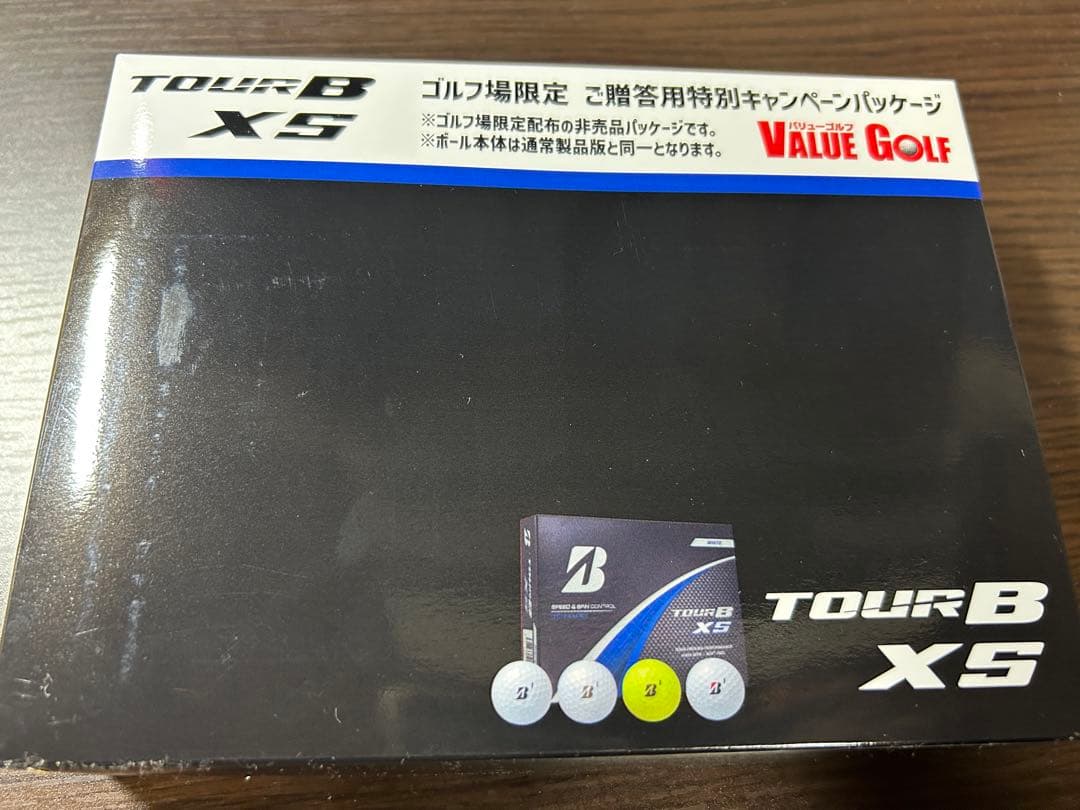 TOUR B
XS
ゴルフ場限定 ご贈答用特別キャンペーンパッケージ
※ゴルフ場限定配布の非売品パッケージです。
※ボール本体は通常製品版と同一となります。
バリューゴルフ
VALUE GOLF
WHITE
B
SPEED & SPIN CONTROL
TOUR B
XS
TOUR B
XS